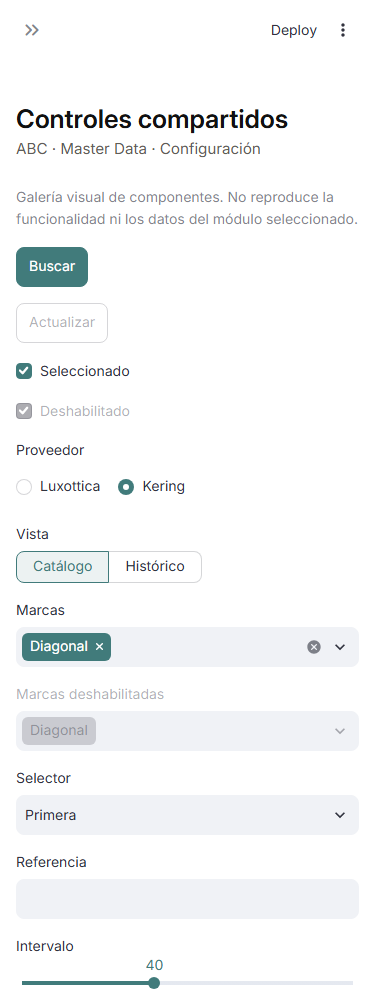 Deploy
Controles compartidos
ABC · Master Data · Configuración
Galería visual de componentes. No reproduce la
funcionalidad ni los datos del módulo seleccionado.
Buscar
Actualizar
Seleccionado
Deshabilitado
Proveedor
Luxottica Kering
Vista
Catálogo Histórico
Marcas
Diagonal
Marcas deshabilitadas
Diagonal
Selector
Primera
Referencia
Intervalo
40